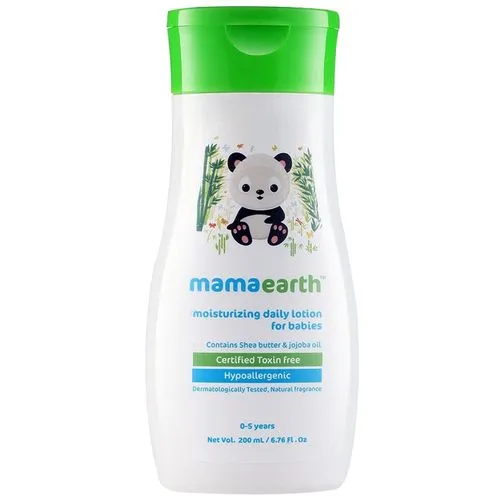 mamaearth™
moisturizing daily lotion
for babies
Contains Shea butter & jojoba oil
Certified Toxin free
Hypoallergenic
Dermatologically Tested, Natural fragrance
0-5 years
Net Vol. 200 mL / 6.76 Fl. Oz